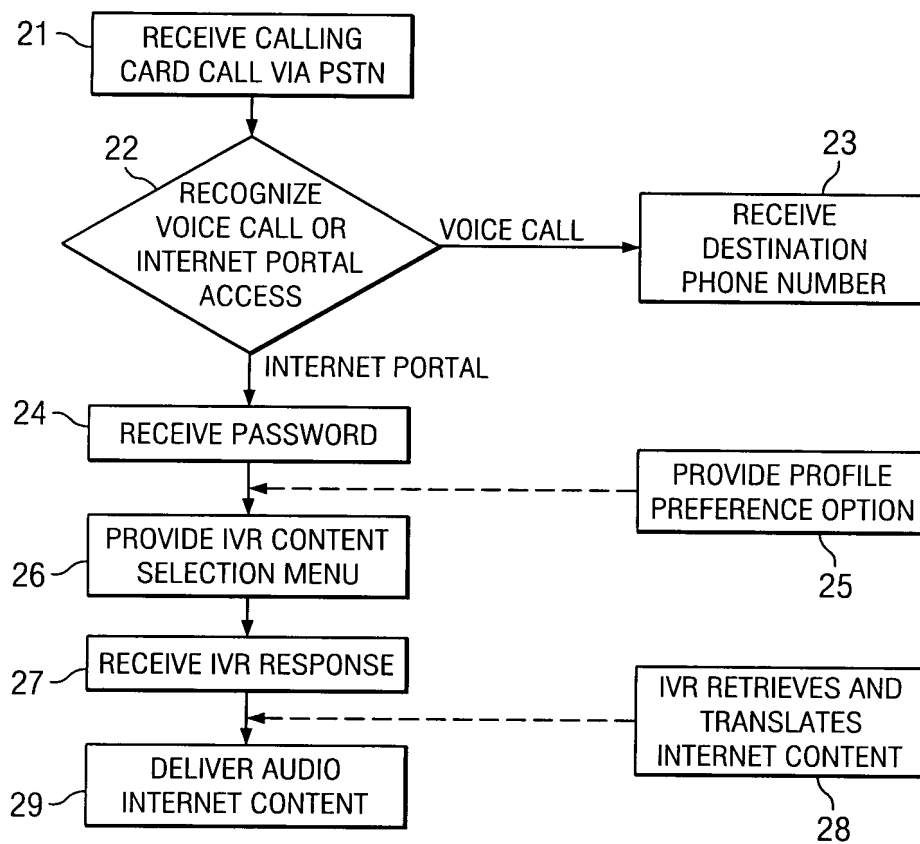 21
RECEIVE CALLING
CARD CALL VIA PSTN
22
RECOGNIZE
VOICE CALL OR
INTERNET PORTAL
ACCESS
VOICE CALL
23
RECEIVE
DESTINATION
PHONE NUMBER
INTERNET PORTAL
24
RECEIVE PASSWORD
PROVIDE PROFILE
PREFERENCE OPTION
25
PROVIDE IVR CONTENT
SELECTION MENU
26
27
RECEIVE IVR RESPONSE
IVR RETRIEVES AND
TRANSLATES
INTERNET CONTENT
28
DELIVER AUDIO
INTERNET CONTENT
29